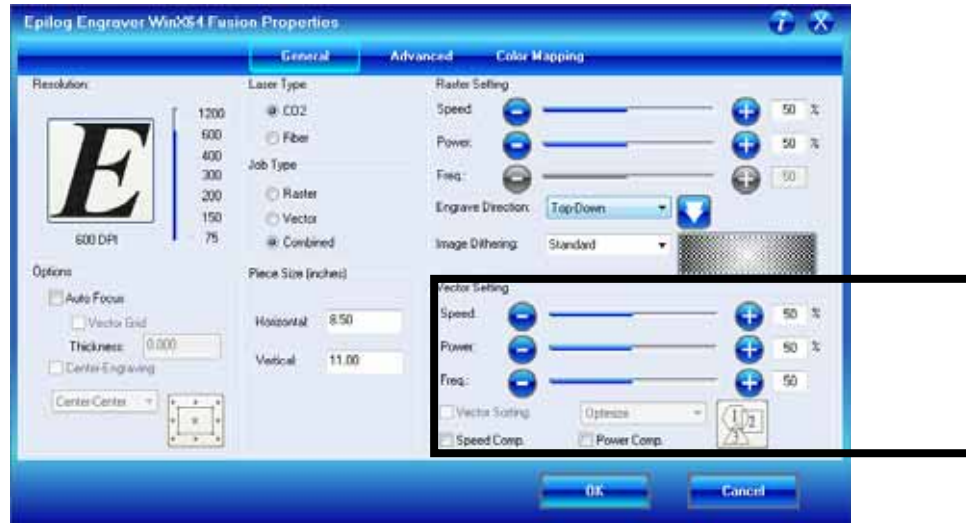 Epilog Engraver WinX64 Fusion Properties
General
Advanced
Color Mapping
Resolution:
1200
600
400
300
200
150
75
E
600 DPI
Options
Auto Focus
Vector Grid
Thickness: 0.000
Center-Engraving
Center-Center
Laser Type
CO2
Fiber
Job Type
Raster
Vector
Combined
Piece Size (inches)
Horizontal: 8.50
Vertical: 11.00
Raster Setting
Speed: 50 %
Power: 50 %
Freq.: 50
Engrave Direction: Top-Down
Image Dithering: Standard
Vector Setting
Speed: 50 %
Power: 50 %
Freq.: 50
Vector Sorting Optimize
1 2 3
Speed Comp. Power Comp.
OK
Cancel